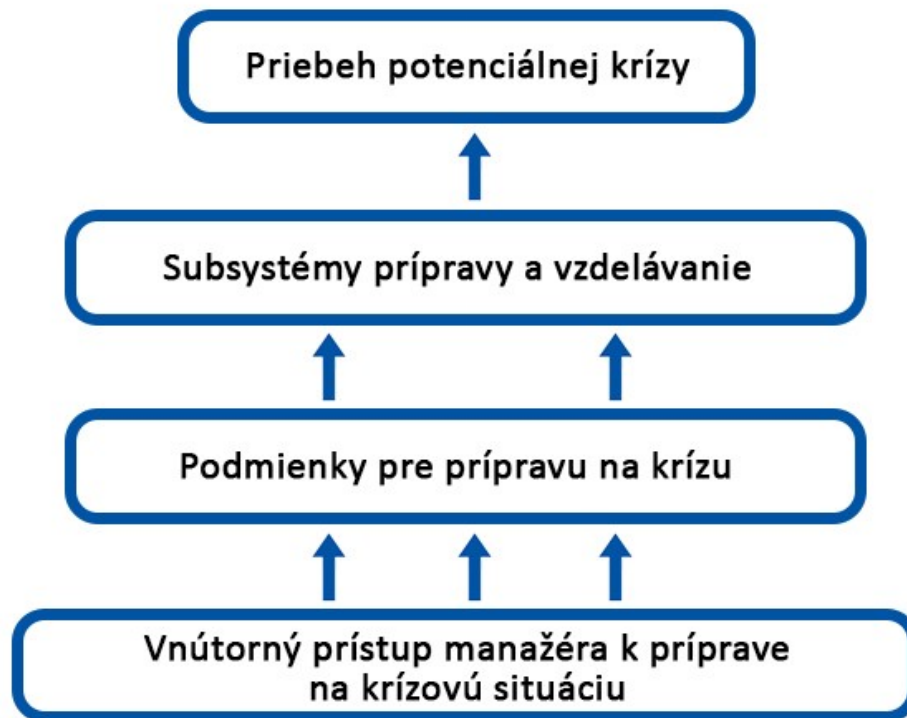 Priebeh potenciálnej krízy
Subsystémy prípravy a vzdelávanie
Podmienky pre prípravu na krízu
Vnútorný prístup manažéra k príprave
na krízovú situáciu